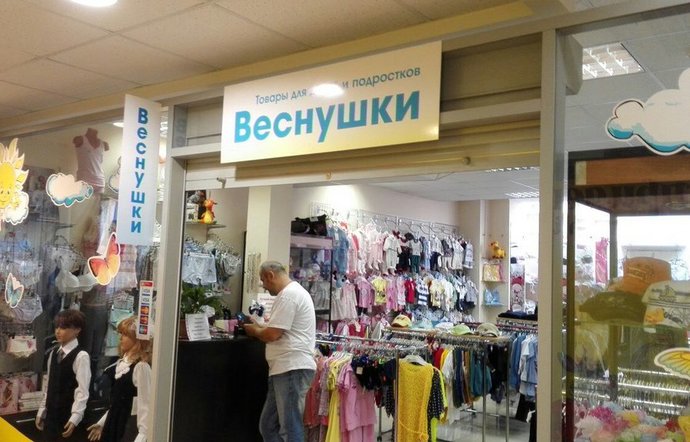 Товары для и подростков
Веснушки
Веснушки